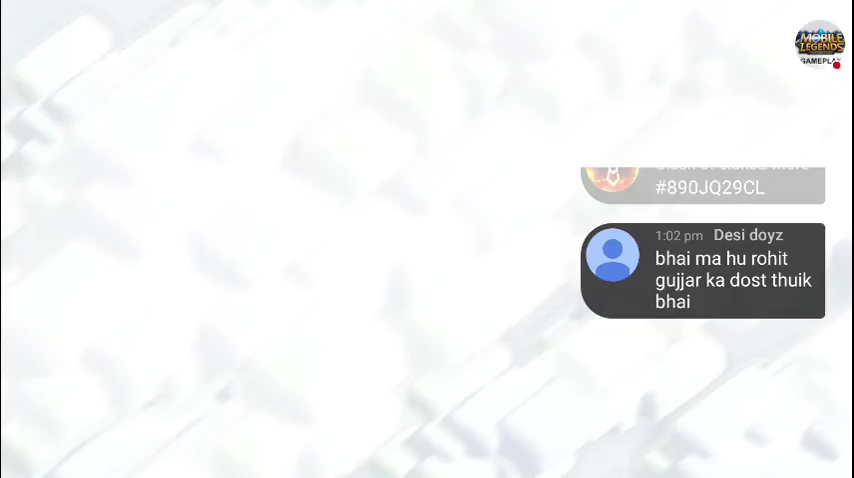 MOBILE
LEGENDS
GAMEPLAY
#890JQ29CL
1:02 pm Desi doyz
bhai ma hu rohit
gujjar ka dost thuik
bhai